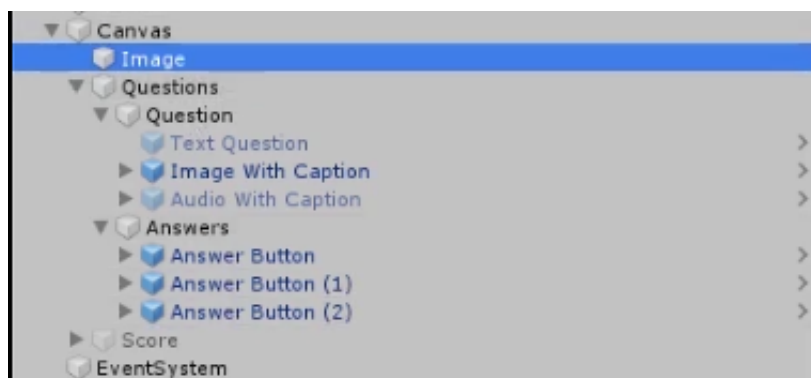 Canvas
Image
Questions
Question
Text Question
Image With Caption
Audio With Caption
Answers
Answer Button
Answer Button (1)
Answer Button (2)
Score
EventSystem